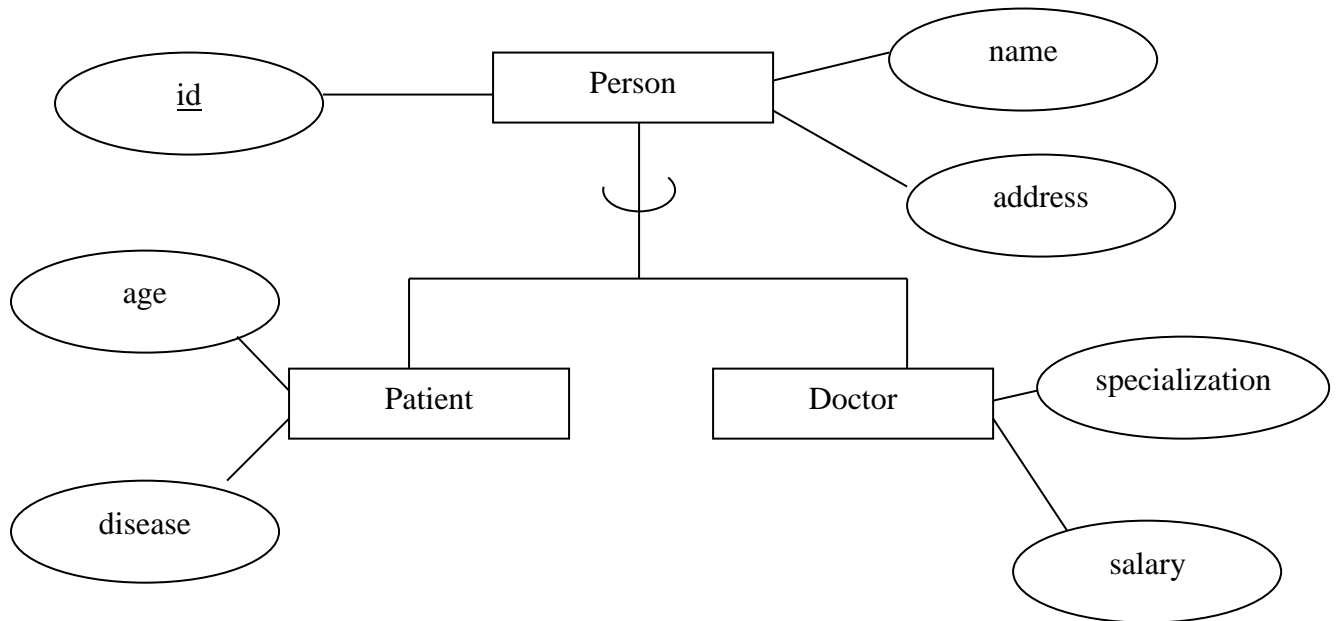 name
Person
id
address
age
Patient
Doctor
specialization
disease
salary